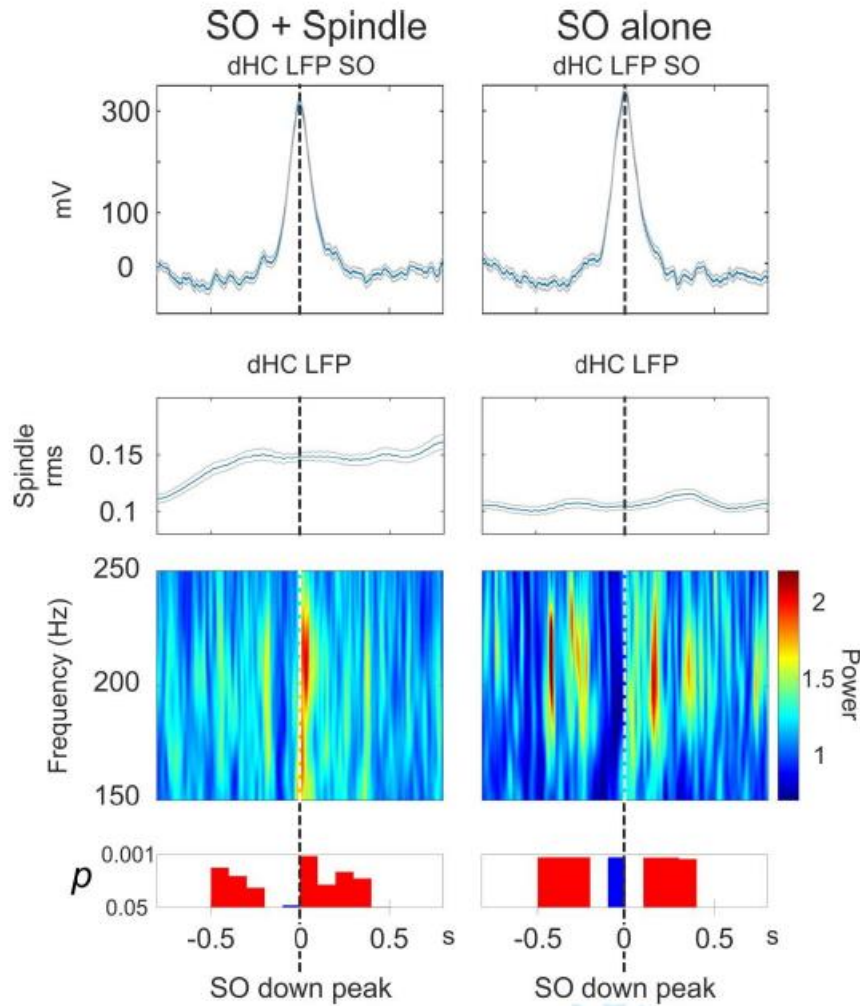 SO + Spindle SO alone
dHC LFP SO dHC LFP SO
300
mV
100
0
dHC LFP dHC LFP
Spindle
rms
0.15
0.1
250
Frequency (Hz)
200
150
2
1.5
1
Power
0.001
p
0.05
-0.5 0 0.5 s -0.5 0 0.5 s
SO down peak SO down peak